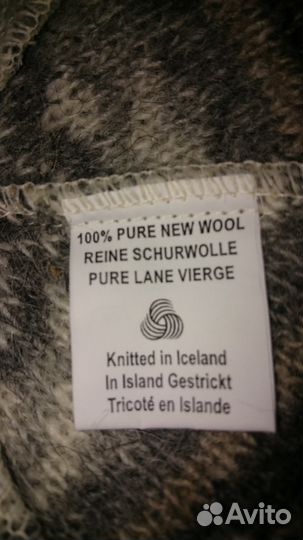 100% PURE NEW WOOL
REINE SCHURWOLLE
PURE LANE VIERGE
Knitted in Iceland
In Island Gestrickt
Tricoté en Islande
Avito